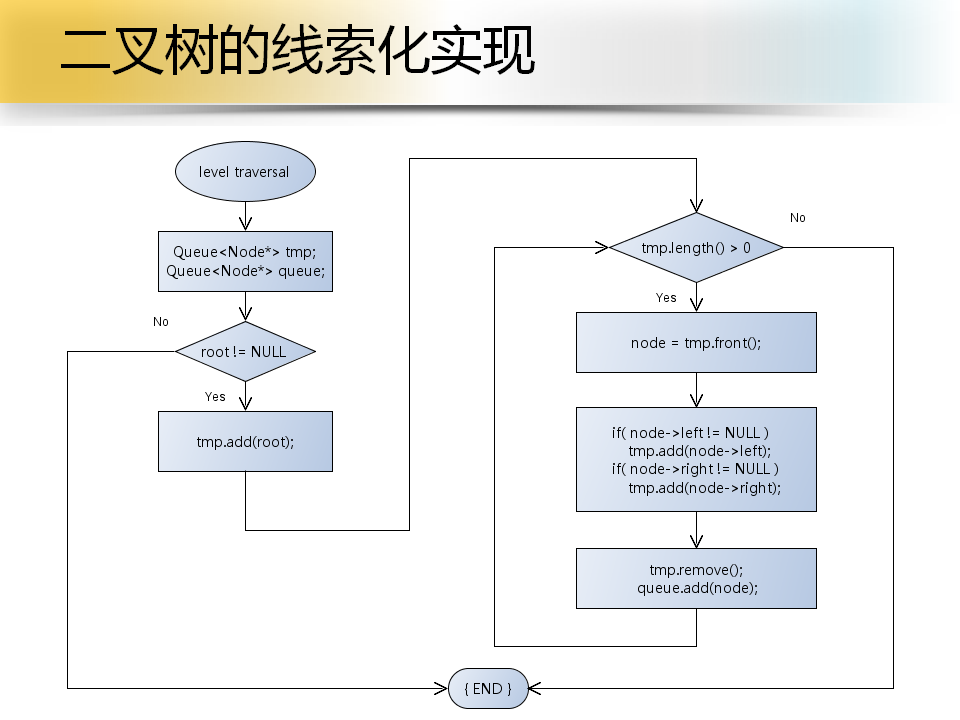 二叉树的线索化实现
level traversal
Queue<Node*> tmp;
Queue<Node*> queue;
No
root != NULL
Yes
tmp.add(root);
No
tmp.length() > 0
Yes
node = tmp.front();
if( node->left != NULL )
tmp.add(node->left);
if( node->right != NULL )
tmp.add(node->right);
tmp.remove();
queue.add(node);
{ END }